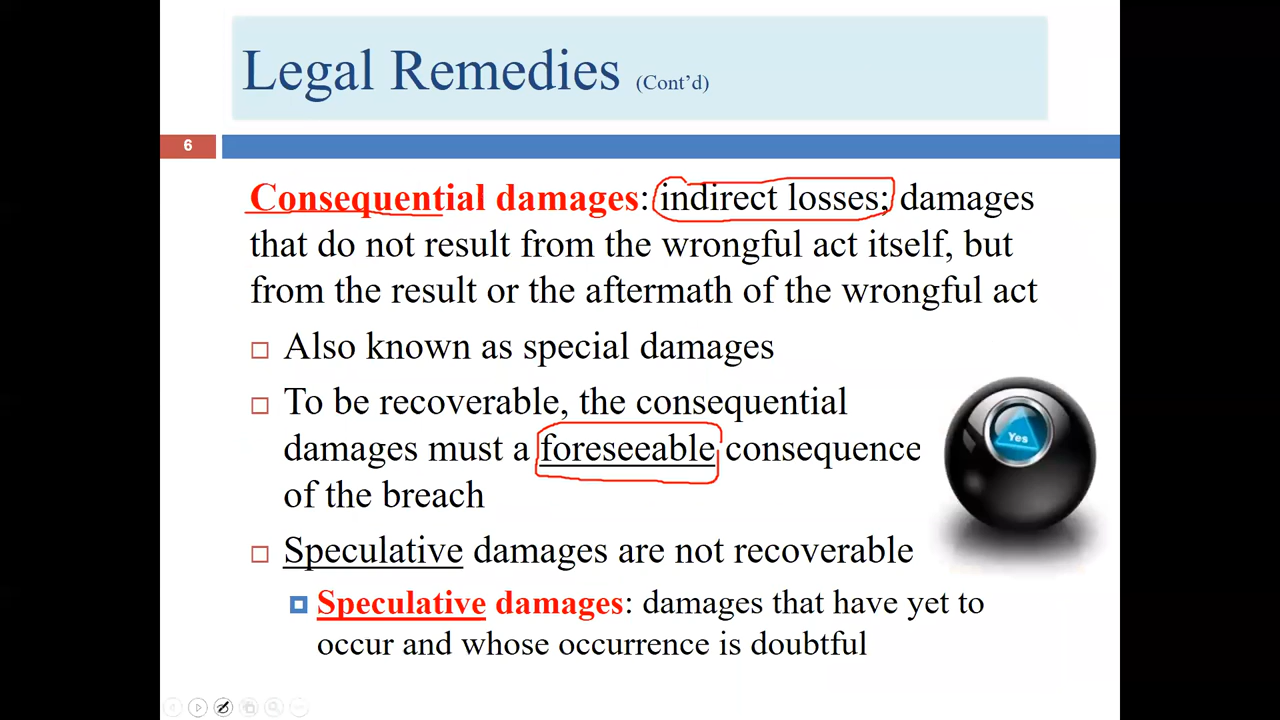 Legal Remedies (Cont'd)
6
Consequential damages: indirect losses; damages
that do not result from the wrongful act itself, but
from the result or the aftermath of the wrongful act
Also known as special damages
To be recoverable, the consequential
damages must a foreseeable consequence
of the breach
Yes
Speculative damages are not recoverable
Speculative damages: damages that have yet to
occur and whose occurrence is doubtful